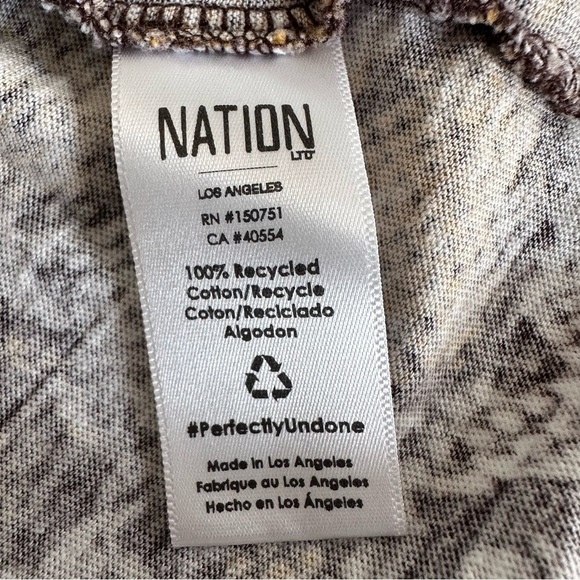 NATION
LTD
LOS ANGELES
RN #150751
CA #40554
100% Recycled
Cotton/Recycle
Coton/Reciclado
Algodon
#PerfectlyUndone
Made in Los Angeles
Fabrique au Los Angeles
Hecho en Los Ángeles